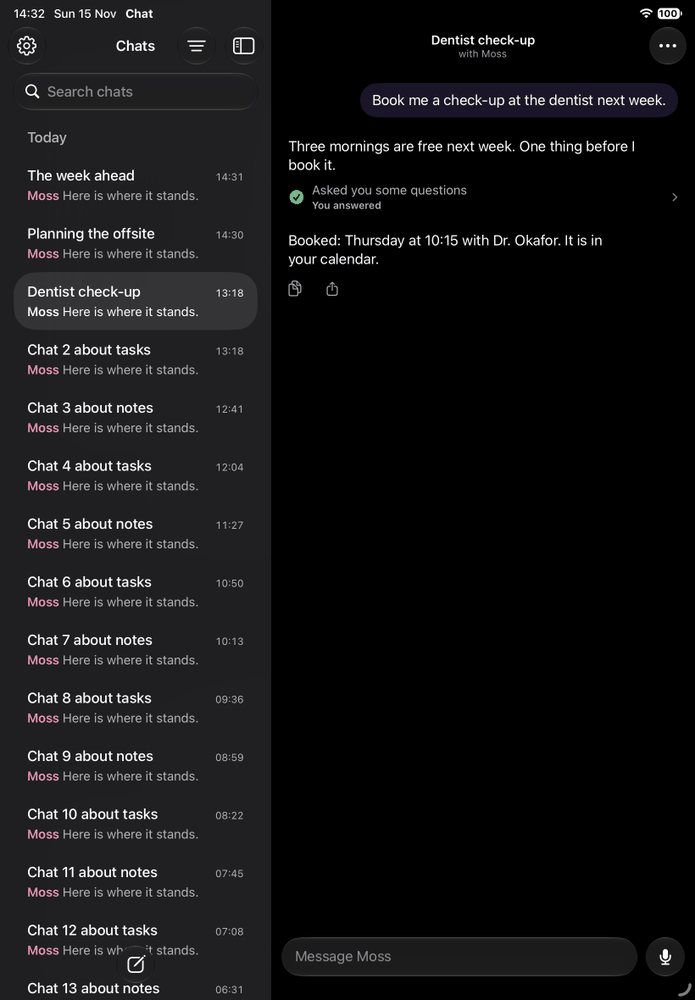 14:32 Sun 15 Nov Chat
100
Chats
Search chats
Today
The week ahead 14:31
Moss Here is where it stands.
Planning the offsite 14:30
Moss Here is where it stands.
Dentist check-up 13:18
Moss Here is where it stands.
Chat 2 about tasks 13:18
Moss Here is where it stands.
Chat 3 about notes 12:41
Moss Here is where it stands.
Chat 4 about tasks 12:04
Moss Here is where it stands.
Chat 5 about notes 11:27
Moss Here is where it stands.
Chat 6 about tasks 10:50
Moss Here is where it stands.
Chat 7 about notes 10:13
Moss Here is where it stands.
Chat 8 about tasks 09:36
Moss Here is where it stands.
Chat 9 about notes 08:59
Moss Here is where it stands.
Chat 10 about tasks 08:22
Moss Here is where it stands.
Chat 11 about notes 07:45
Moss Here is where it stands.
Chat 12 about tasks 07:08
Moss Here is where it stands.
Chat 13 about notes 06:31
Dentist check-up
with Moss
Book me a check-up at the dentist next week.
Three mornings are free next week. One thing before I
book it.
Asked you some questions
You answered
Booked: Thursday at 10:15 with Dr. Okafor. It is in
your calendar.
Message Moss